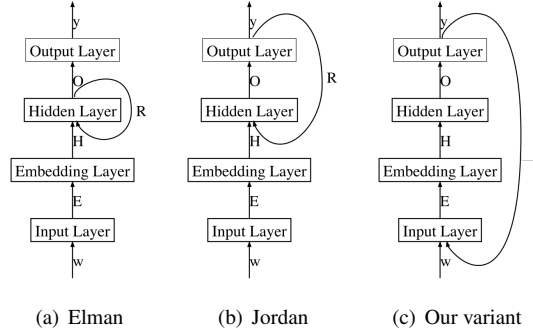 y y y
Output Layer Output Layer Output Layer
O R O R O
Hidden Layer Hidden Layer Hidden Layer
H H H
Embedding Layer Embedding Layer Embedding Layer
E E E
Input Layer Input Layer Input Layer
w w w
(a) Elman (b) Jordan (c) Our variant